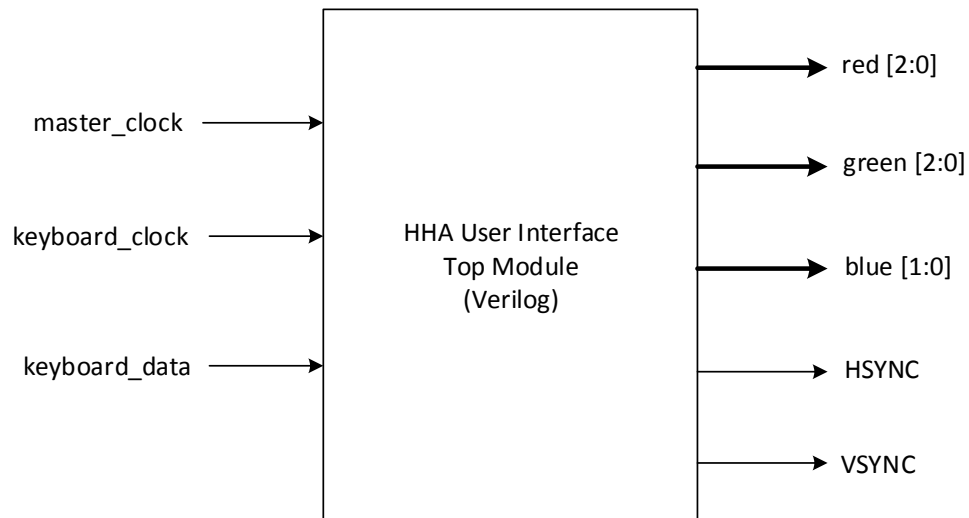 master_clock
keyboard_clock
keyboard_data
HHA User Interface
Top Module
(Verilog)
red [2:0]
green [2:0]
blue [1:0]
HSYNC
VSYNC